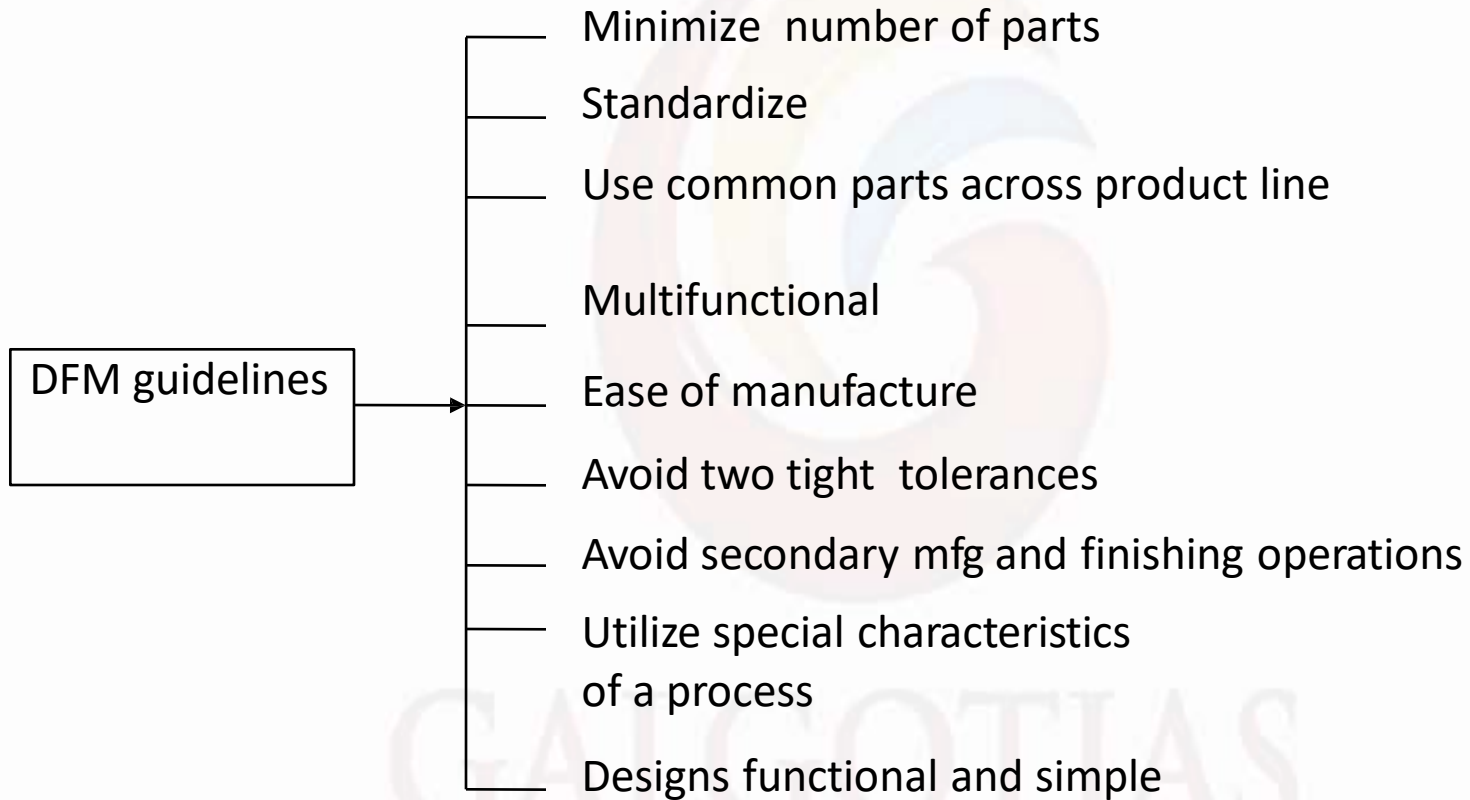 Minimize number of parts
Standardize
Use common parts across product line
Multifunctional
DFM guidelines
Ease of manufacture
Avoid two tight tolerances
Avoid secondary mfg and finishing operations
Utilize special characteristics
of a process
Designs functional and simple
GALGOTIAS